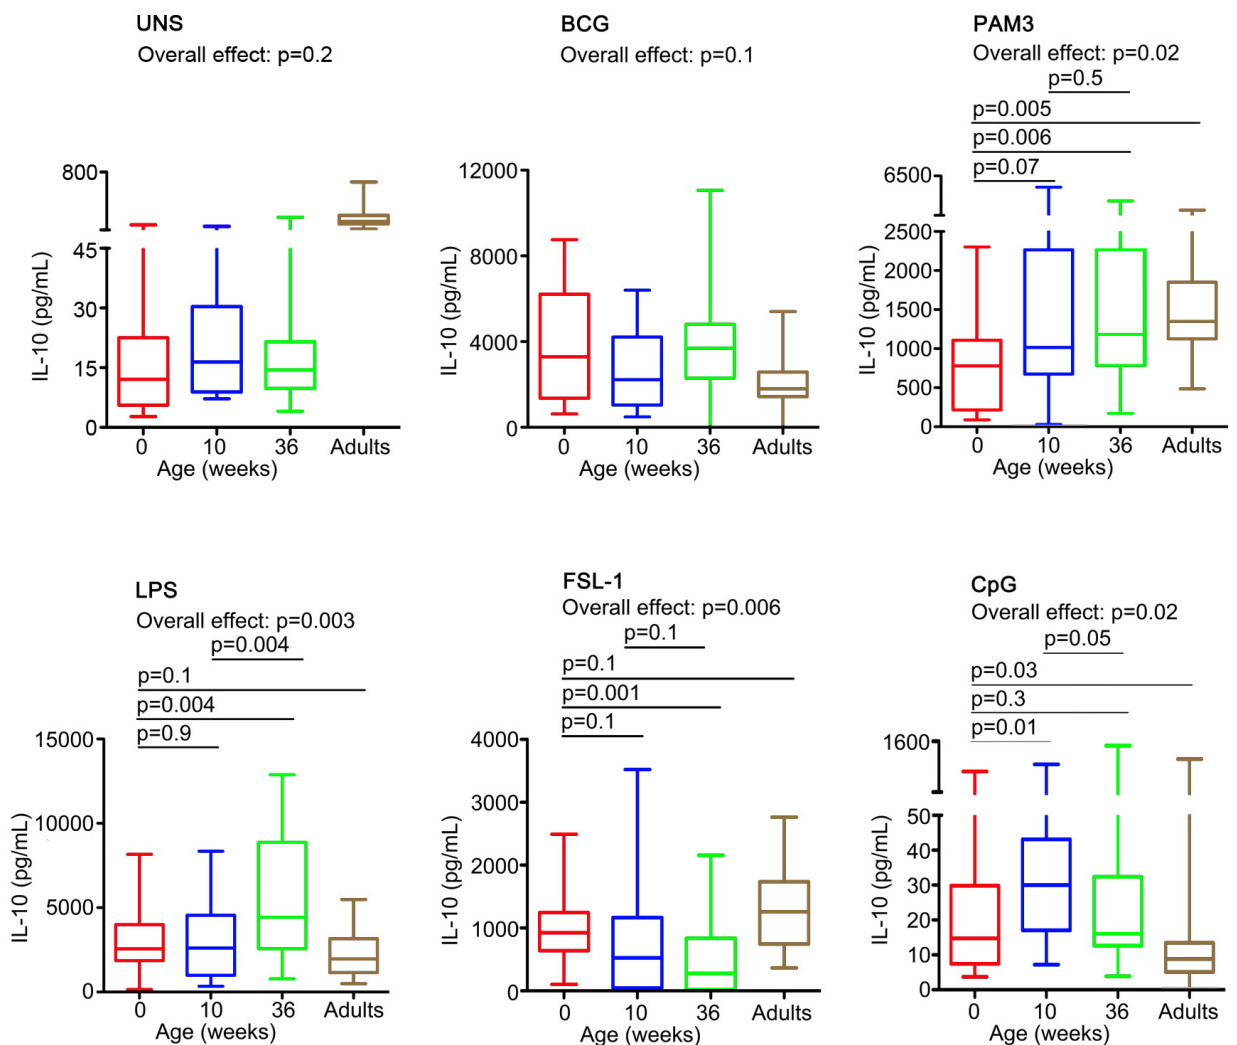 UNS
Overall effect: p=0.2
800
45
30
15
0
IL-10 (pg/mL)
0 10 36 Adults
Age (weeks)
BCG
Overall effect: p=0.1
12000
8000
4000
0
IL-10 (pg/mL)
0 10 36 Adults
Age (weeks)
PAM3
Overall effect: p=0.02
p=0.5
p=0.005
p=0.006
p=0.07
6500
2500
2000
1500
1000
500
0
IL-10 (pg/mL)
0 10 36 Adults
Age (weeks)
LPS
Overall effect: p=0.003
p=0.004
p=0.1
p=0.004
p=0.9
15000
10000
5000
0
IL-10 (pg/mL)
0 10 36 Adults
Age (weeks)
FSL-1
Overall effect: p=0.006
p=0.1
p=0.1
p=0.001
p=0.1
4000
3000
2000
1000
0
IL-10 (pg/mL)
0 10 36 Adults
Age (weeks)
CpG
Overall effect: p=0.02
p=0.05
p=0.03
p=0.3
p=0.01
1600
50
40
30
20
10
0
IL-10 (pg/mL)
0 10 36 Adults
Age (weeks)